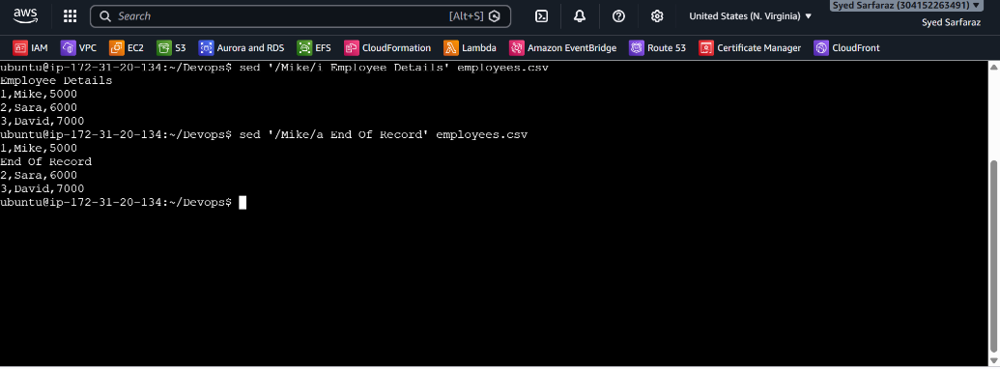 Syed Sarfaraz (304152263491) ▼
aws
Search
[Alt+S]
United States (N. Virginia) ▼
Syed Sarfaraz
IAM VPC EC2 S3 Aurora and RDS EFS CloudFormation Lambda Amazon EventBridge Route 53 Certificate Manager CloudFront
ubuntu@ip-172-31-20-134:~/Devops$ sed '/Mike/i Employee Details' employees.csv
Employee Details
1,Mike,5000
2,Sara,6000
3,David,7000
ubuntu@ip-172-31-20-134:~/Devops$ sed '/Mike/a End Of Record' employees.csv
1,Mike,5000
End Of Record
2,Sara,6000
3,David,7000
ubuntu@ip-172-31-20-134:~/Devops$